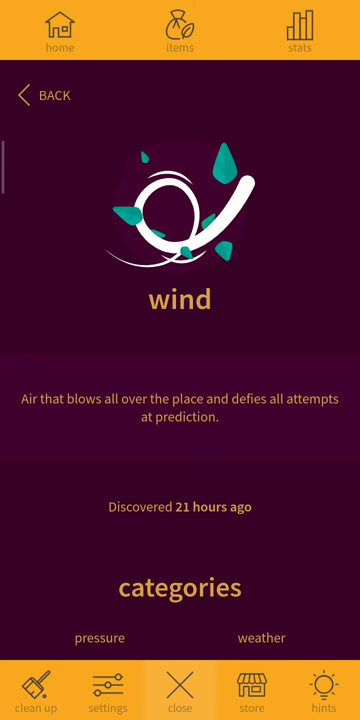 home
items
stats
BACK
wind
Air that blows all over the place and defies all attempts
at prediction.
Discovered 21 hours ago
categories
pressure
weather
clean up
settings
close
store
hints